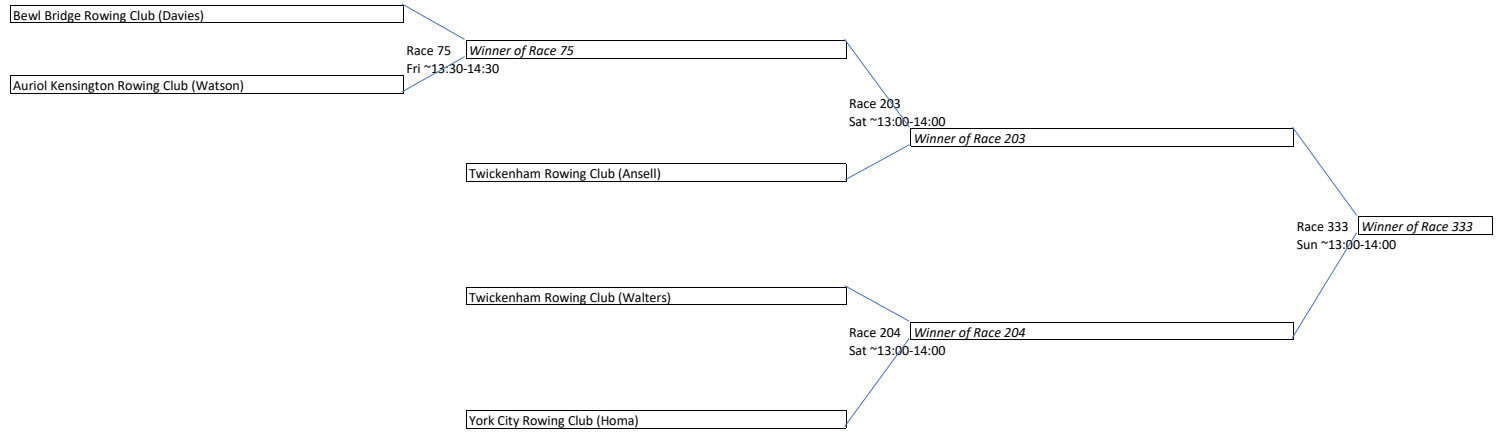 Bewl Bridge Rowing Club (Davies)
Race 75
Winner of Race 75
Fri ~13:30-14:30
Auriol Kensington Rowing Club (Watson)
Race 203
Sat ~13:00-14:00
Winner of Race 203
Twickenham Rowing Club (Ansell)
Race 333
Winner of Race 333
Sun ~13:00-14:00
Twickenham Rowing Club (Walters)
Race 204
Winner of Race 204
Sat ~13:00-14:00
York City Rowing Club (Homa)